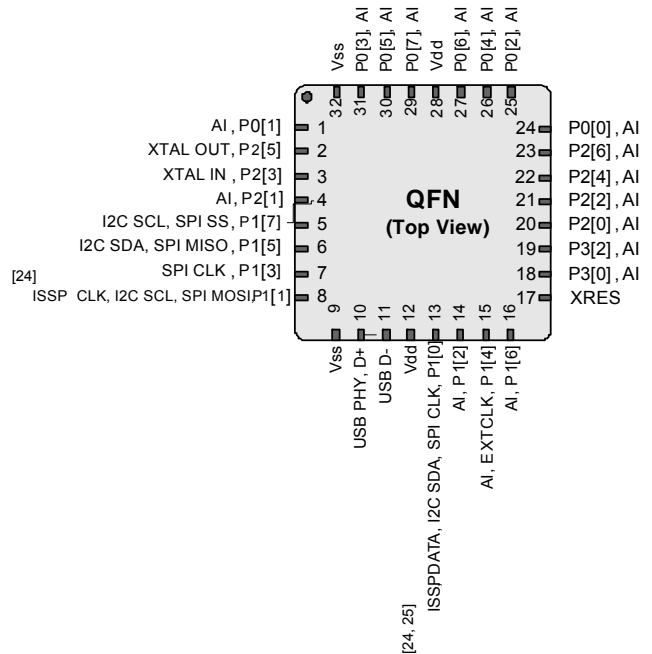 Vss
P0[3], AI
P0[5], AI
P0[7], AI
Vdd
P0[6], AI
P0[4], AI
P0[2], AI
32
31
30
29
28
27
26
25
AI , P0[1]
1
XTAL OUT, P2[5]
2
XTAL IN , P2[3]
3
AI, P2[1]
4
I2C SCL, SPI SS, P1[7]
5
I2C SDA, SPI MISO , P1[5]
6
SPI CLK , P1[3]
7
[24]
ISSP CLK, I2C SCL, SPI MOSI,P1[1]
8
QFN
(Top View)
24
P0[0], AI
23
P2[6], AI
22
P2[4], AI
21
P2[2], AI
20
P2[0], AI
19
P3[2], AI
18
P3[0], AI
17
XRES
9
10
11
12
13
14
15
16
Vss
USB PHY, D+
USB D-
Vdd
ISSPDATA, I2C SDA, SPI CLK, P1[0]
AI, P1[2]
AI, EXTCLK, P1[4]
AI, P1[6]
[24, 25]